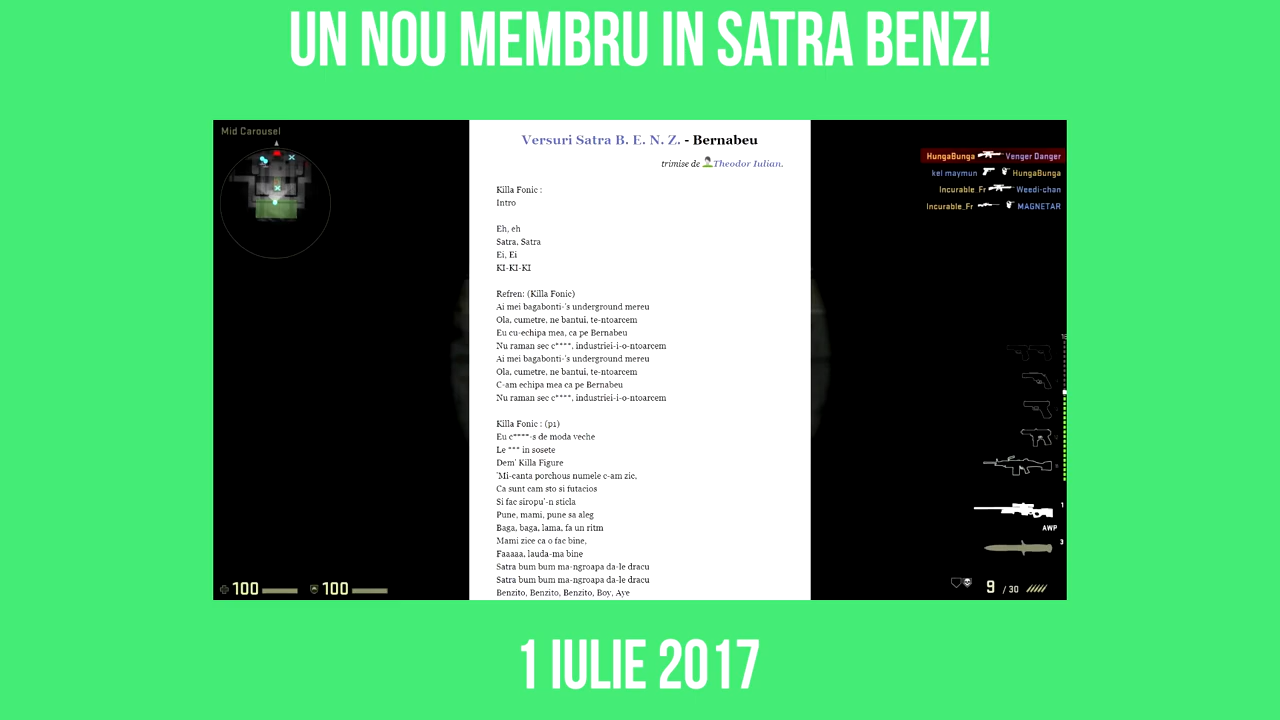 UN NOU MEMBRU IN SATRA BENZ!
Mid Carousel
HungaBunga Venger Danger
kel maymun HungaBunga
Incurable_Fr Weedi-chan
Incurable_Fr MAGNETAR
Versuri Satra B. E. N. Z. - Bernabeu
trimise de Theodor Iulian.
Killa Fonic :
Intro
Eh, eh
Satra, Satra
Ei, Ei
KI-KI-KI
Refren: (Killa Fonic)
Ai mei bagabonti-'s underground mereu
Ola, cumetre, ne bantui, te-ntoarcem
Eu cu-echipa mea, ca pe Bernabeu
Nu raman sec c****, industriei-i-o-ntoarcem
Ai mei bagabonti-'s underground mereu
Ola, cumetre, ne bantui, te-ntoarcem
C-am echipa mea ca pe Bernabeu
Nu raman sec c****, industriei-i-o-ntoarcem
Killa Fonic : (p1)
Eu c****-s de moda veche
Le *** in sosete
Dem' Killa Figure
'Mi-canta porchous numele c-am zic,
Ca sunt cam sto si futacios
Si fac siropu'-n sticla
Pune, mami, pune sa aleg
Baga, baga, lama, fa un ritm
Mami zice ca o fac bine,
Faaaaa, lauda-ma bine
Satra bum bum ma-ngroapa da-le dracu
Satra bum bum ma-ngroapa da-le dracu
Benzito, Benzito, Benzito, Boy, Aye
1
AWP
3
100
100
9 / 30
1 IULIE 2017